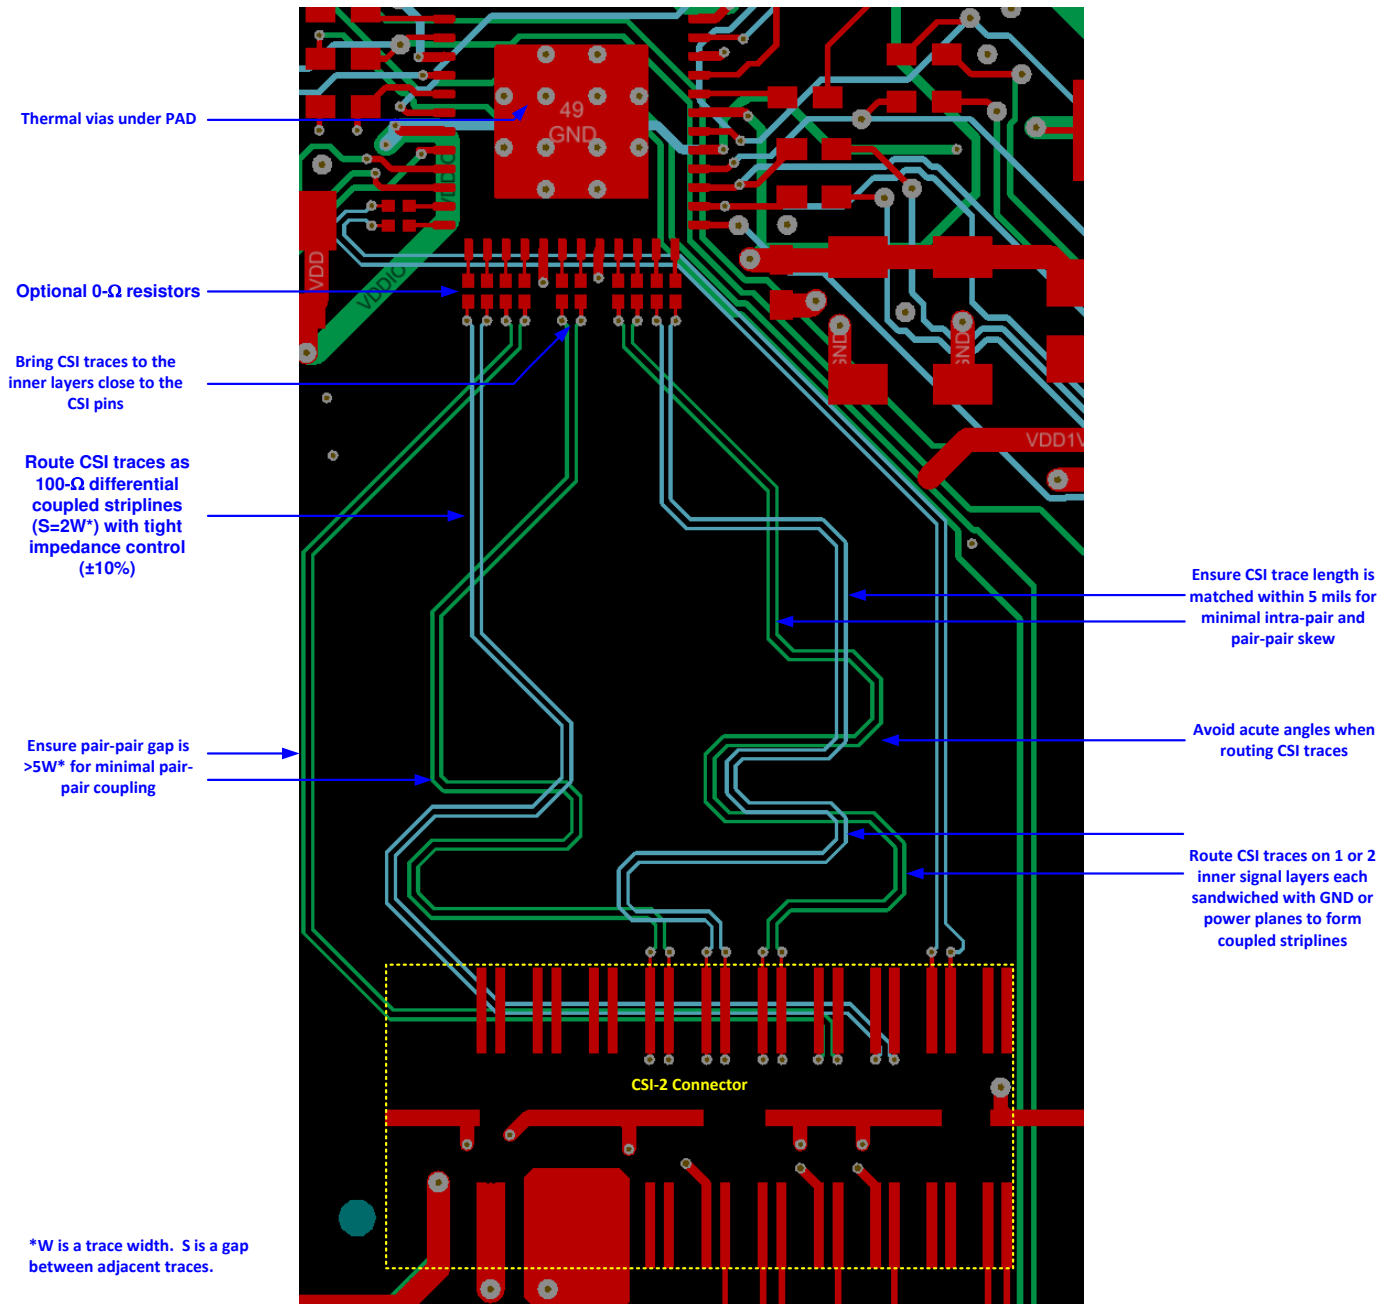 Thermal vias under PAD
49
GND
VDDIO
VDD
VDDIO
Optional 0-Ω resistors
Bring CSI traces to the
inner layers close to the
CSI pins
GND
GND
VDD1V
Route CSI traces as
100-Ω differential
coupled striplines
(S=2W*) with tight
impedance control
(±10%)
Ensure CSI trace length is
matched within 5 mils for
minimal intra-pair and
pair-pair skew
Ensure pair-pair gap is
>5W* for minimal pair-
pair coupling
Avoid acute angles when
routing CSI traces
Route CSI traces on 1 or 2
inner signal layers each
sandwiched with GND or
power planes to form
coupled striplines
CSI-2 Connector
*W is a trace width.  S is a gap
between adjacent traces.